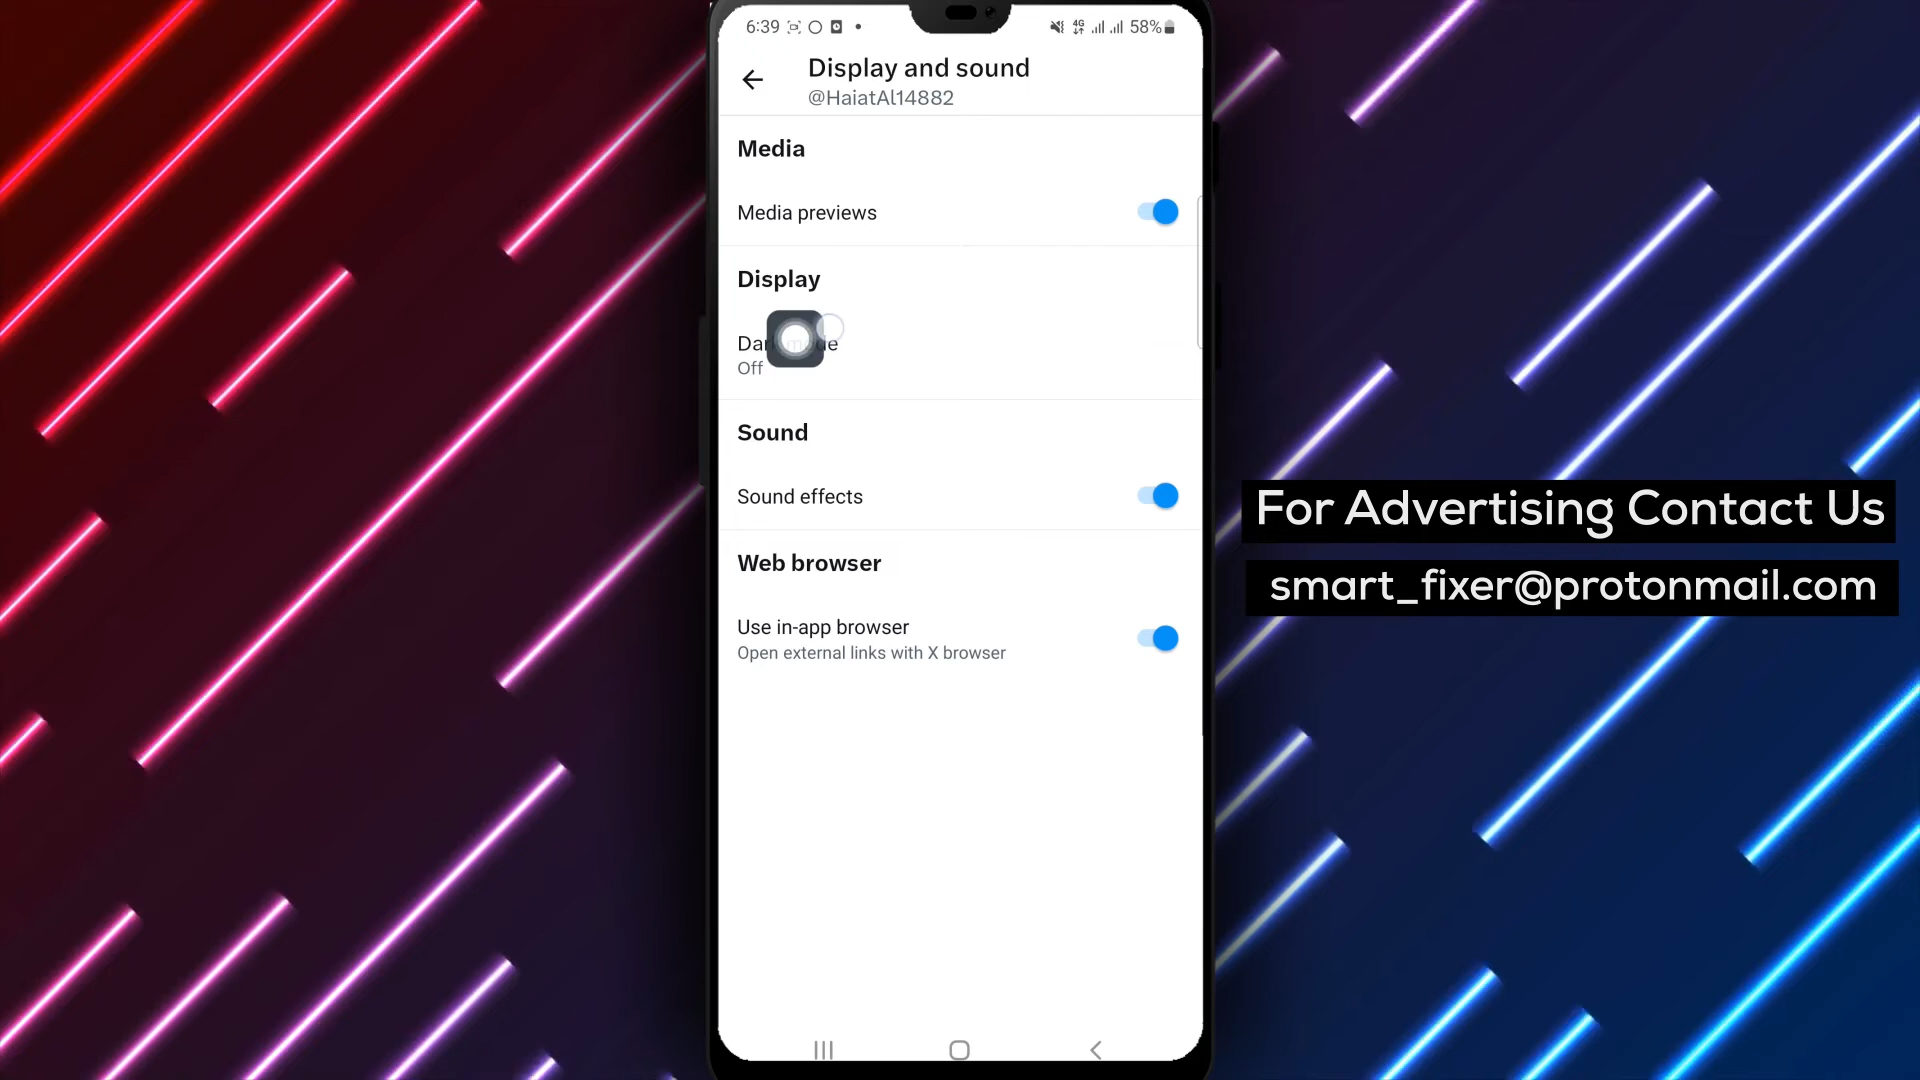 6:39
4G
58%
Display and sound
@HaiatAl14882
Media
Media previews
Display
Off
Sound
Sound effects
Web browser
Use in-app browser
Open external links with X browser
For Advertising Contact Us
smart_fixer@protonmail.com